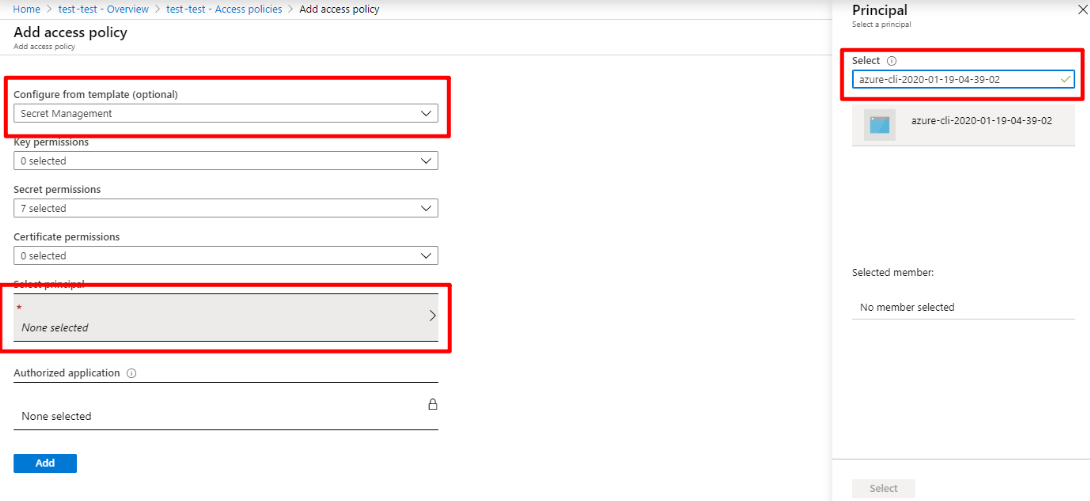 Home > test-test - Overview > test-test - Access policies > Add access policy
Add access policy
Add access policy
Configure from template (optional)
Secret Management
Key permissions
0 selected
Secret permissions
7 selected
Certificate permissions
0 selected
Select principal
*
None selected
Authorized application
None selected
Add
Principal
Select a principal
Select
azure-cli-2020-01-19-04-39-02
azure-cli-2020-01-19-04-39-02
Selected member:
No member selected
Select